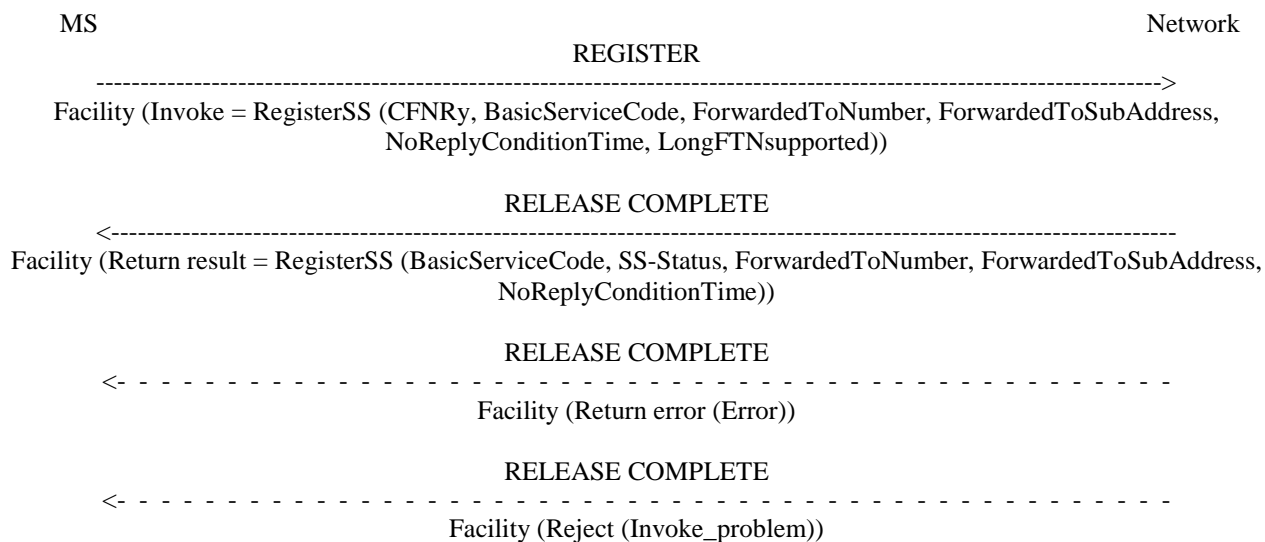 MS Network
REGISTER
------------------------------------------------------------------------------------------------------------------------>
Facility (Invoke = RegisterSS (CFNRy, BasicServiceCode, ForwardedToNumber, ForwardedToSubAddress,
NoReplyConditionTime, LongFTNsupported))
RELEASE COMPLETE
<------------------------------------------------------------------------------------------------------------------------
Facility (Return result = RegisterSS (BasicServiceCode, SS-Status, ForwardedToNumber, ForwardedToSubAddress,
NoReplyConditionTime))
RELEASE COMPLETE
<- - - - - - - - - - - - - - - - - - - - - - - - - - - - - - - - - - - - - - - - - - - - - - - - - - - - - - - - - - -
Facility (Return error (Error))
RELEASE COMPLETE
<- - - - - - - - - - - - - - - - - - - - - - - - - - - - - - - - - - - - - - - - - - - - - - - - - - - - - - - - - - -
Facility (Reject (Invoke_problem))